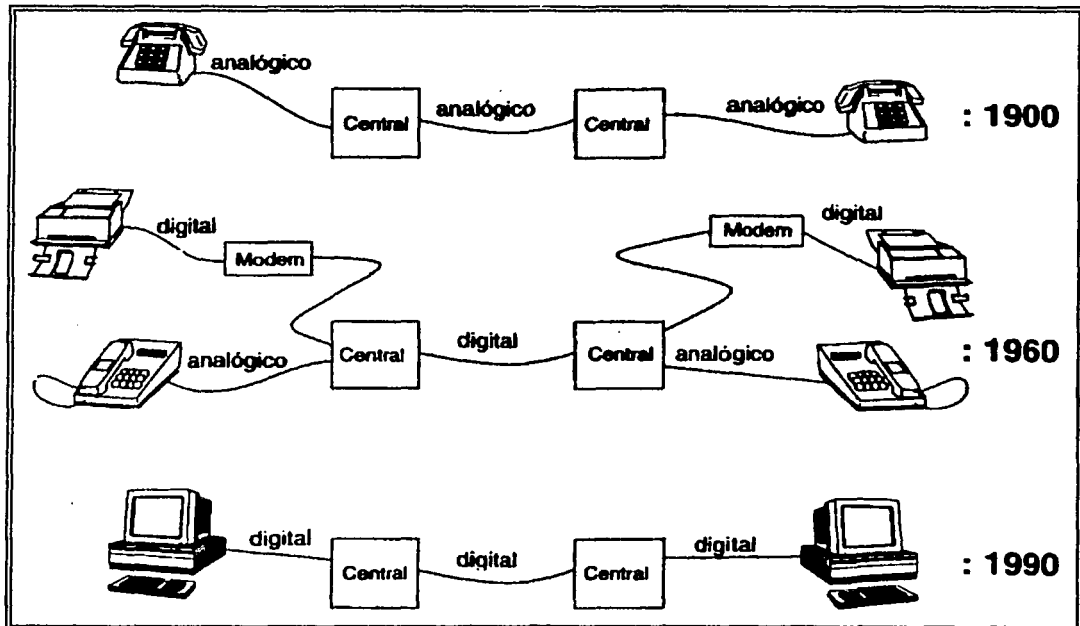 analógico
Central
analógico
Central
analógico
: 1900
digital
Modem
Modem
digital
analógico
Central
digital
Central
analógico
: 1960
digital
Central
digital
Central
digital
: 1990